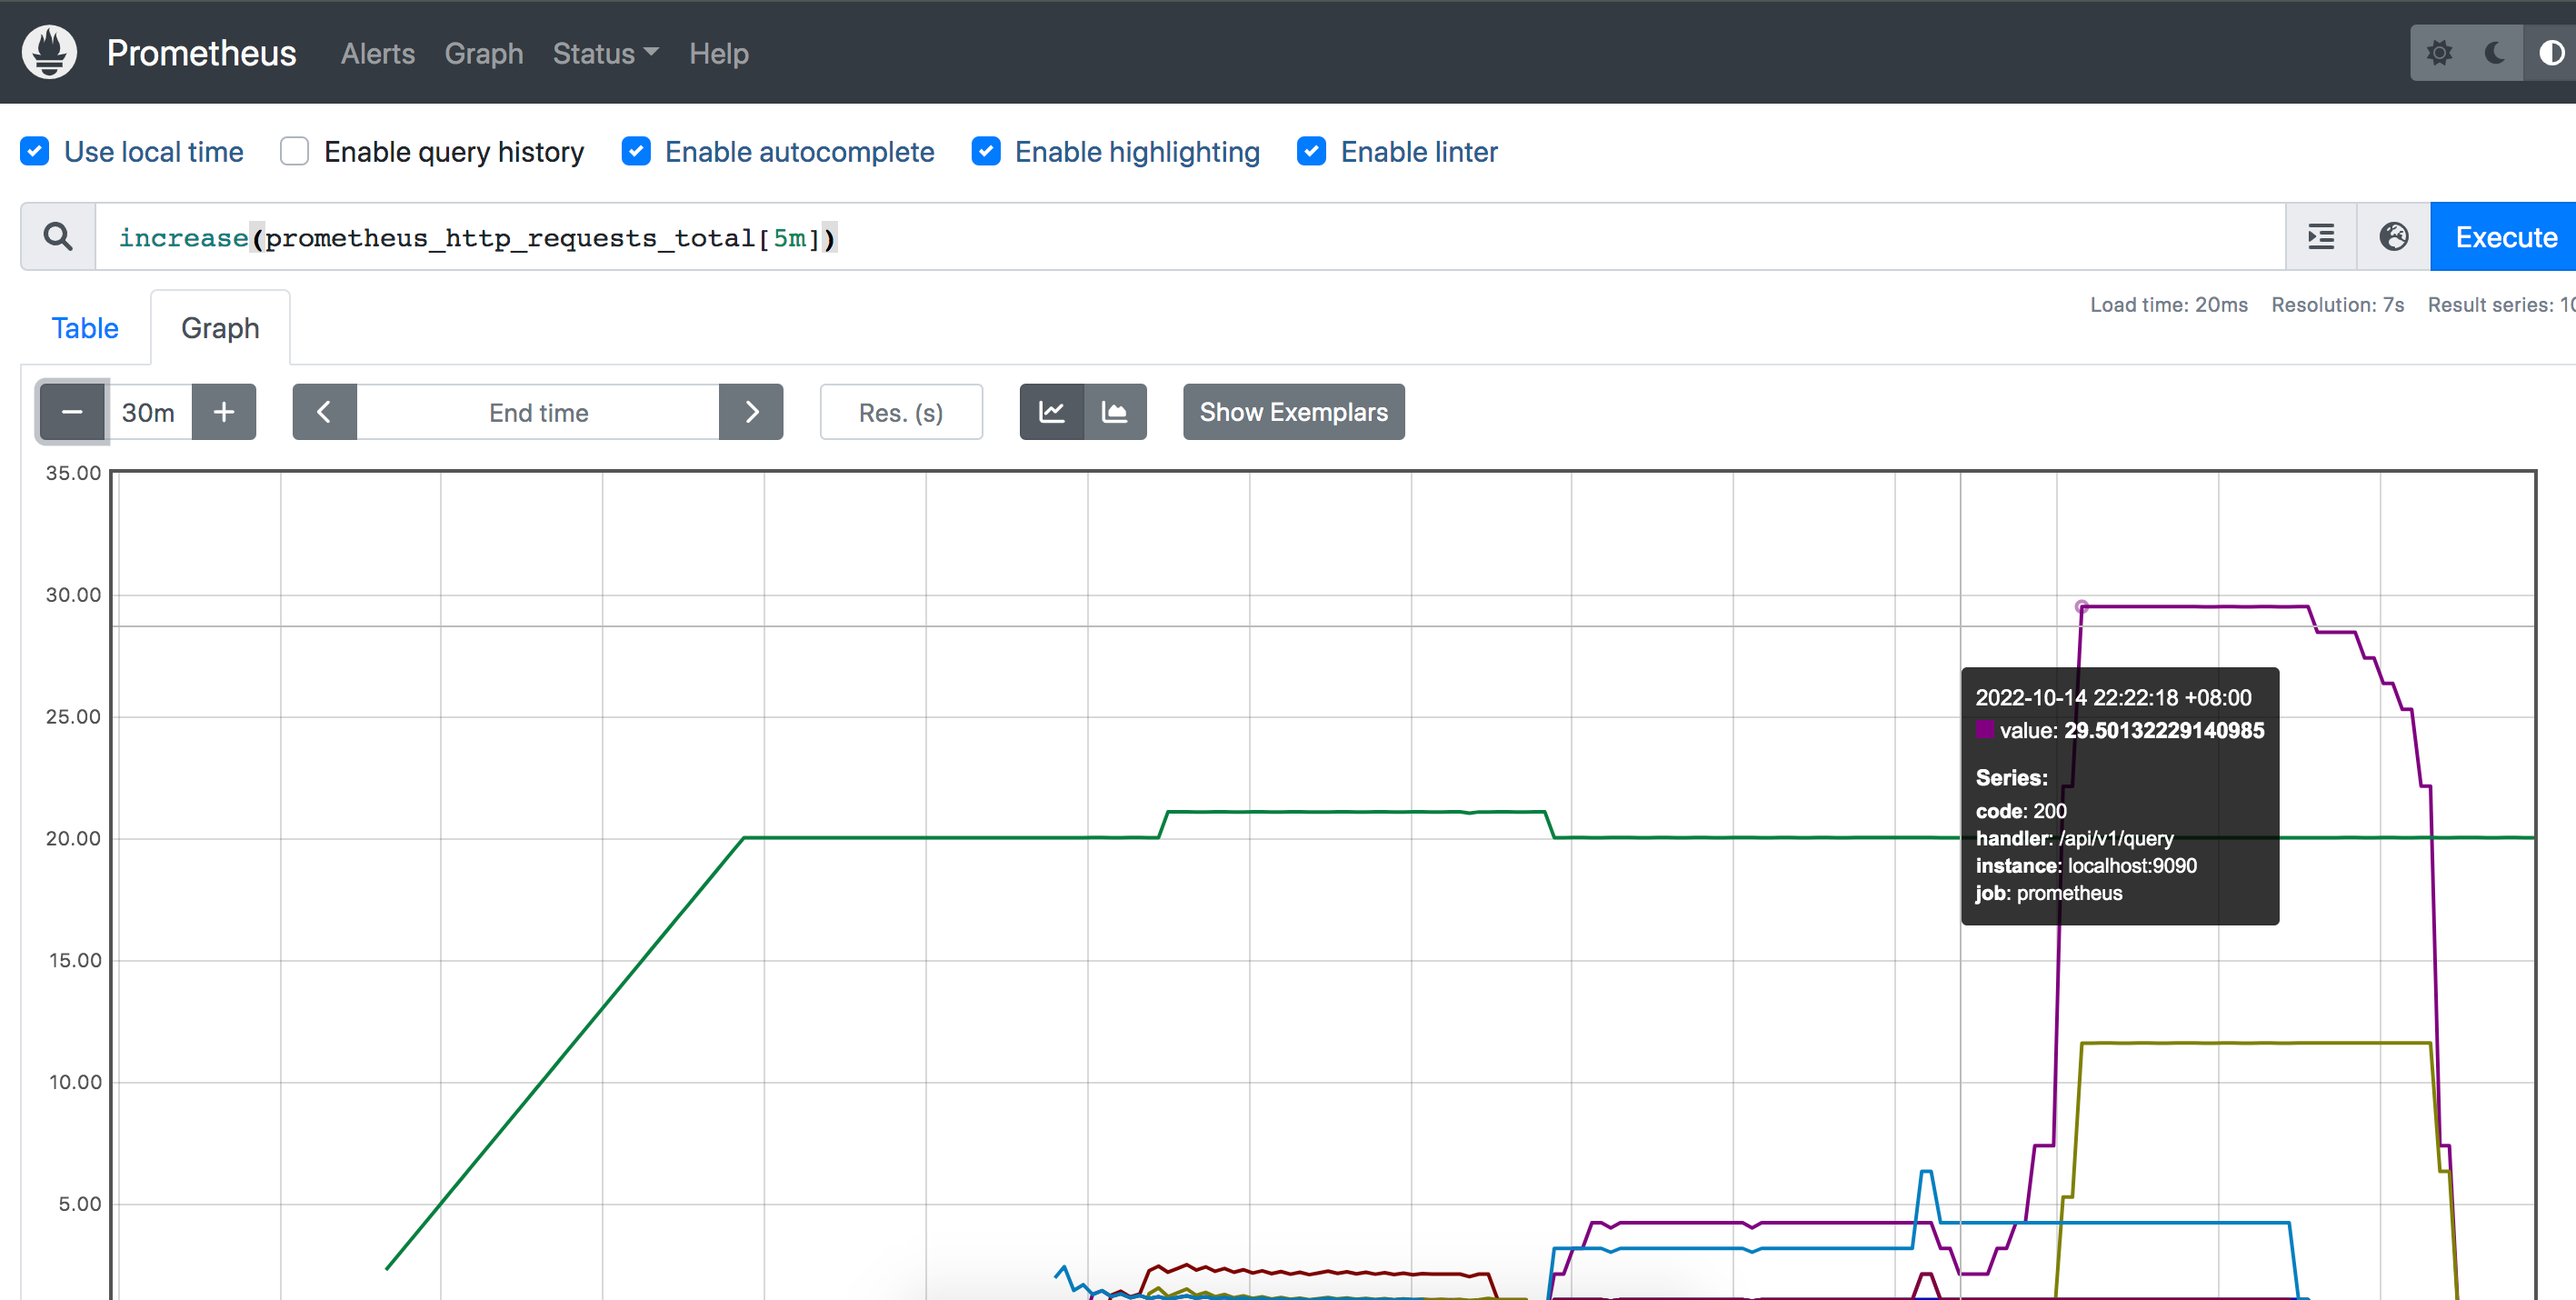 Prometheus Alerts Graph Status Help
Use local time Enable query history Enable autocomplete Enable highlighting Enable linter
increase(prometheus_http_requests_total[5m]) Execute
Table Graph Load time: 20ms Resolution: 7s Result series:
30m End time Res. (s) Show Exemplars
35.00
30.00
25.00
20.00
15.00
10.00
5.00
2022-10-14 22:22:18 +08:00
value: 29.50132229140985
Series:
code: 200
handler: /api/v1/query
instance: localhost:9090
job: prometheus